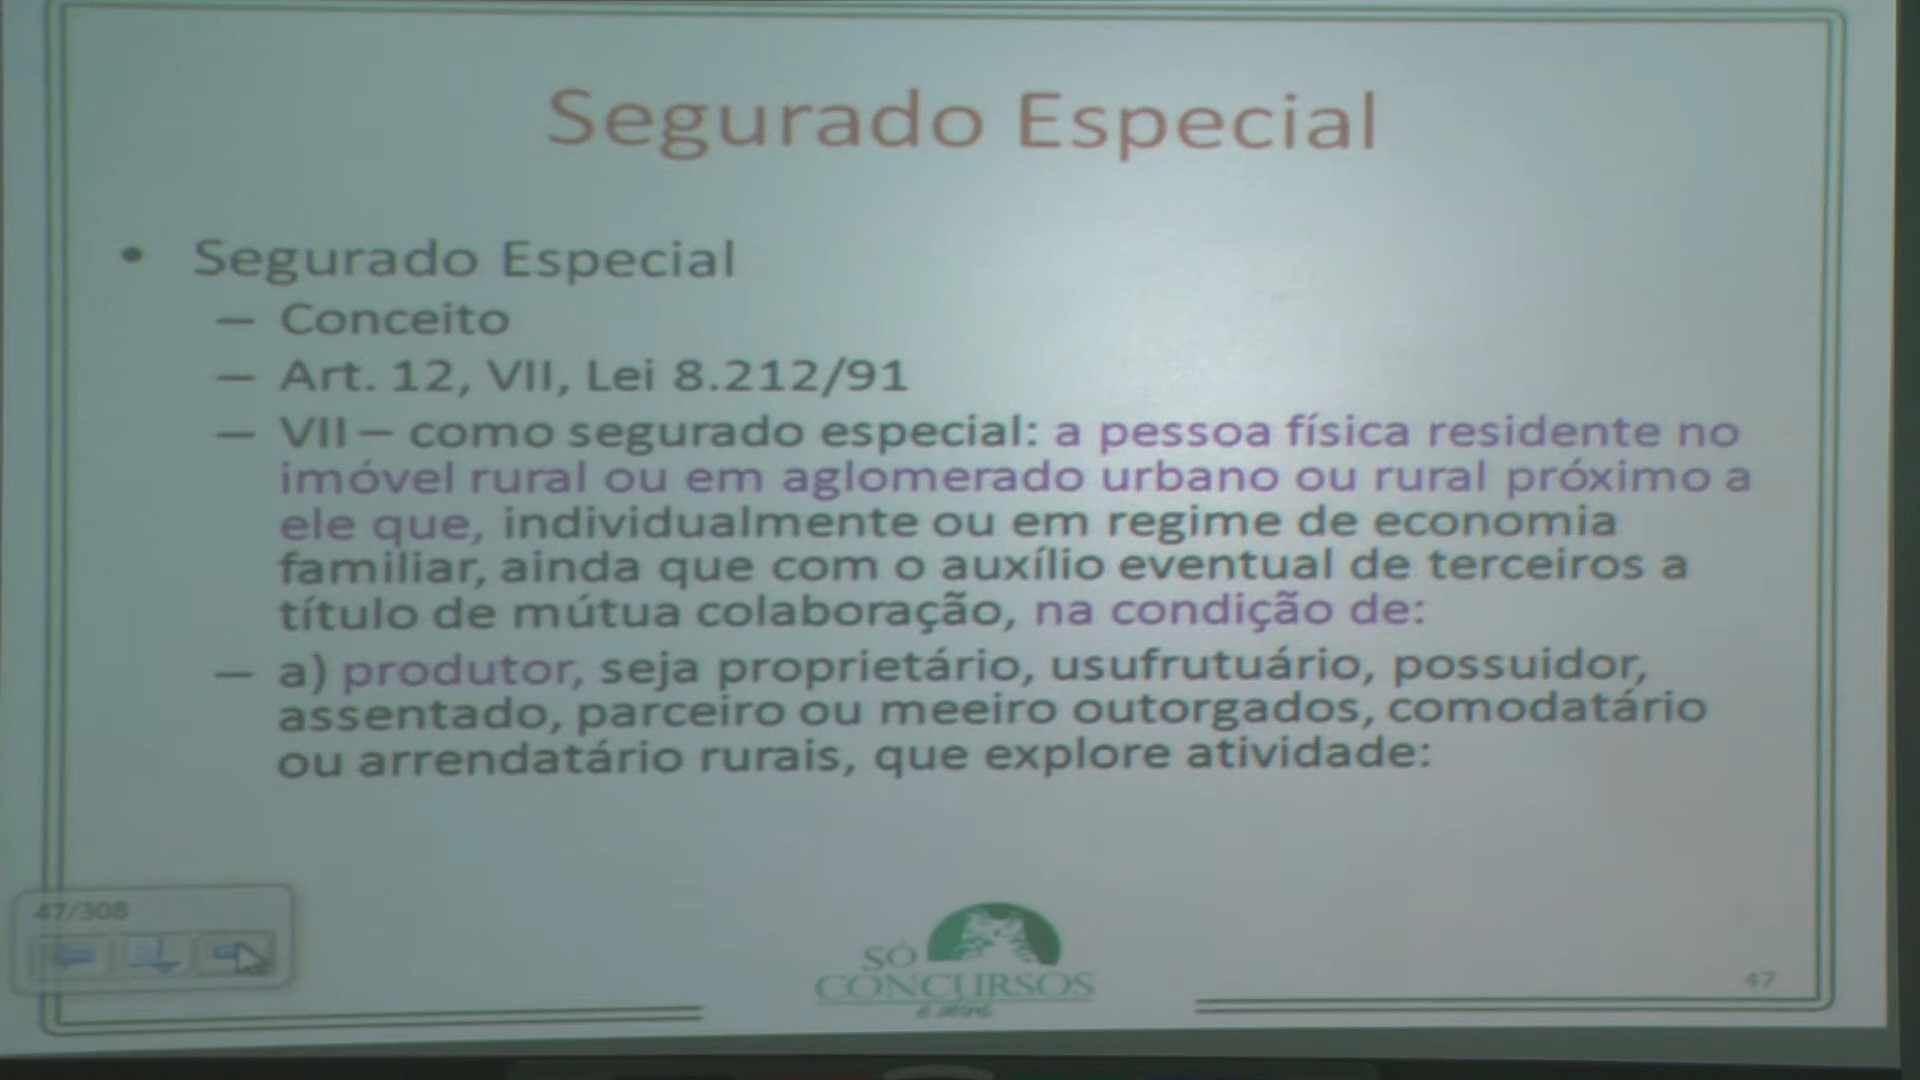 Segurado Especial
• Segurado Especial
– Conceito
– Art. 12, VII, Lei 8.212/91
– VII – como segurado especial: a pessoa física residente no
imóvel rural ou em aglomerado urbano ou rural próximo a
ele que, individualmente ou em regime de economia
familiar, ainda que com o auxílio eventual de terceiros a
título de mútua colaboração, na condição de:
– a) produtor, seja proprietário, usufrutuário, possuidor,
assentado, parceiro ou meeiro outorgados, comodatário
ou arrendatário rurais, que explore atividade:
47/308
SÓ
CONCURSOS
47